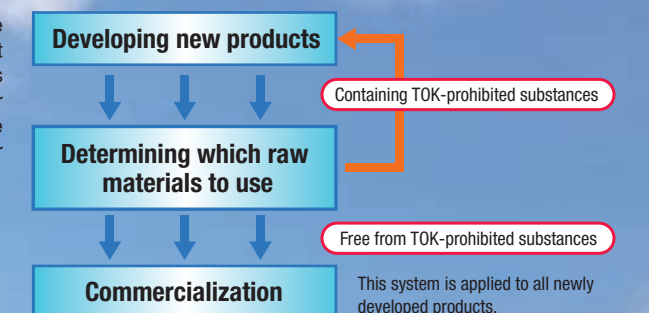 Developing new products
Containing TOK-prohibited substances
Determining which raw
materials to use
Free from TOK-prohibited substances
Commercialization
This system is applied to all newly
developed products.